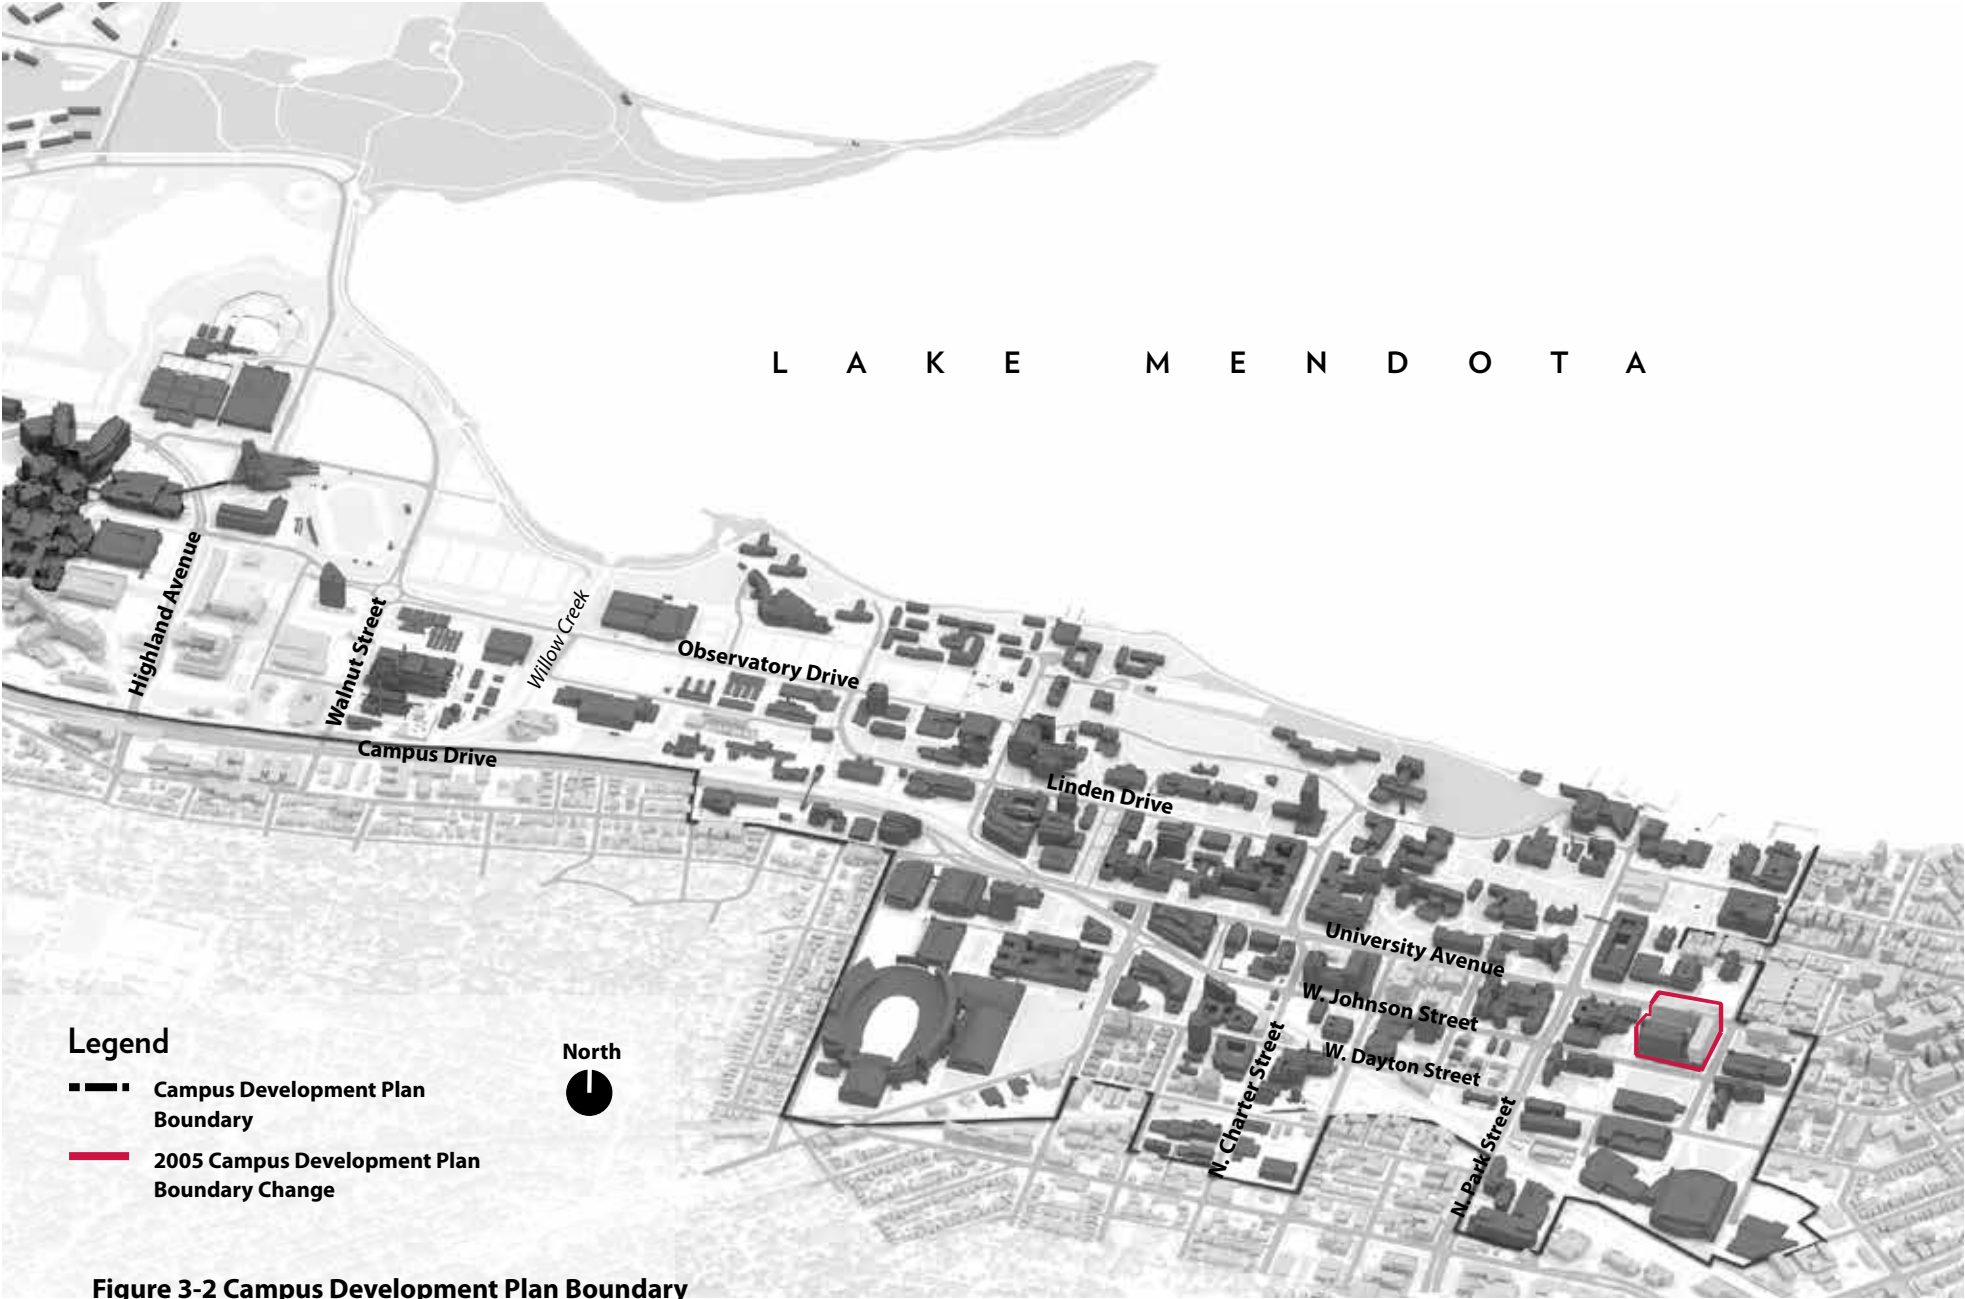 LAKE MENDOTA
Highland Avenue
Walnut Street
Willow Creek
Observatory Drive
Campus Drive
Linden Drive
University Avenue
W. Johnson Street
W. Dayton Street
N. Charter Street
N. Park Street
Legend
Campus Development Plan
Boundary
2005 Campus Development Plan
Boundary Change
North
Figure 3-2 Campus Development Plan Boundary